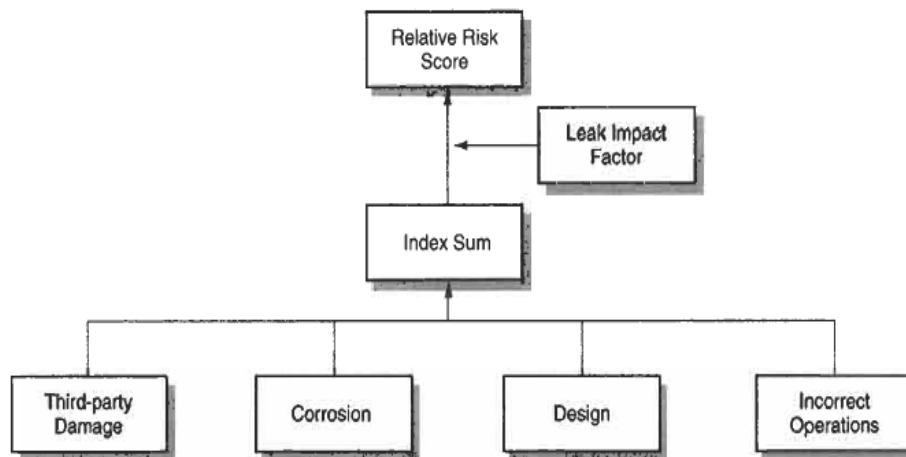 Relative Risk
Score
Leak Impact
Factor
Index Sum
Third-party
Damage
Corrosion
Design
Incorrect
Operations